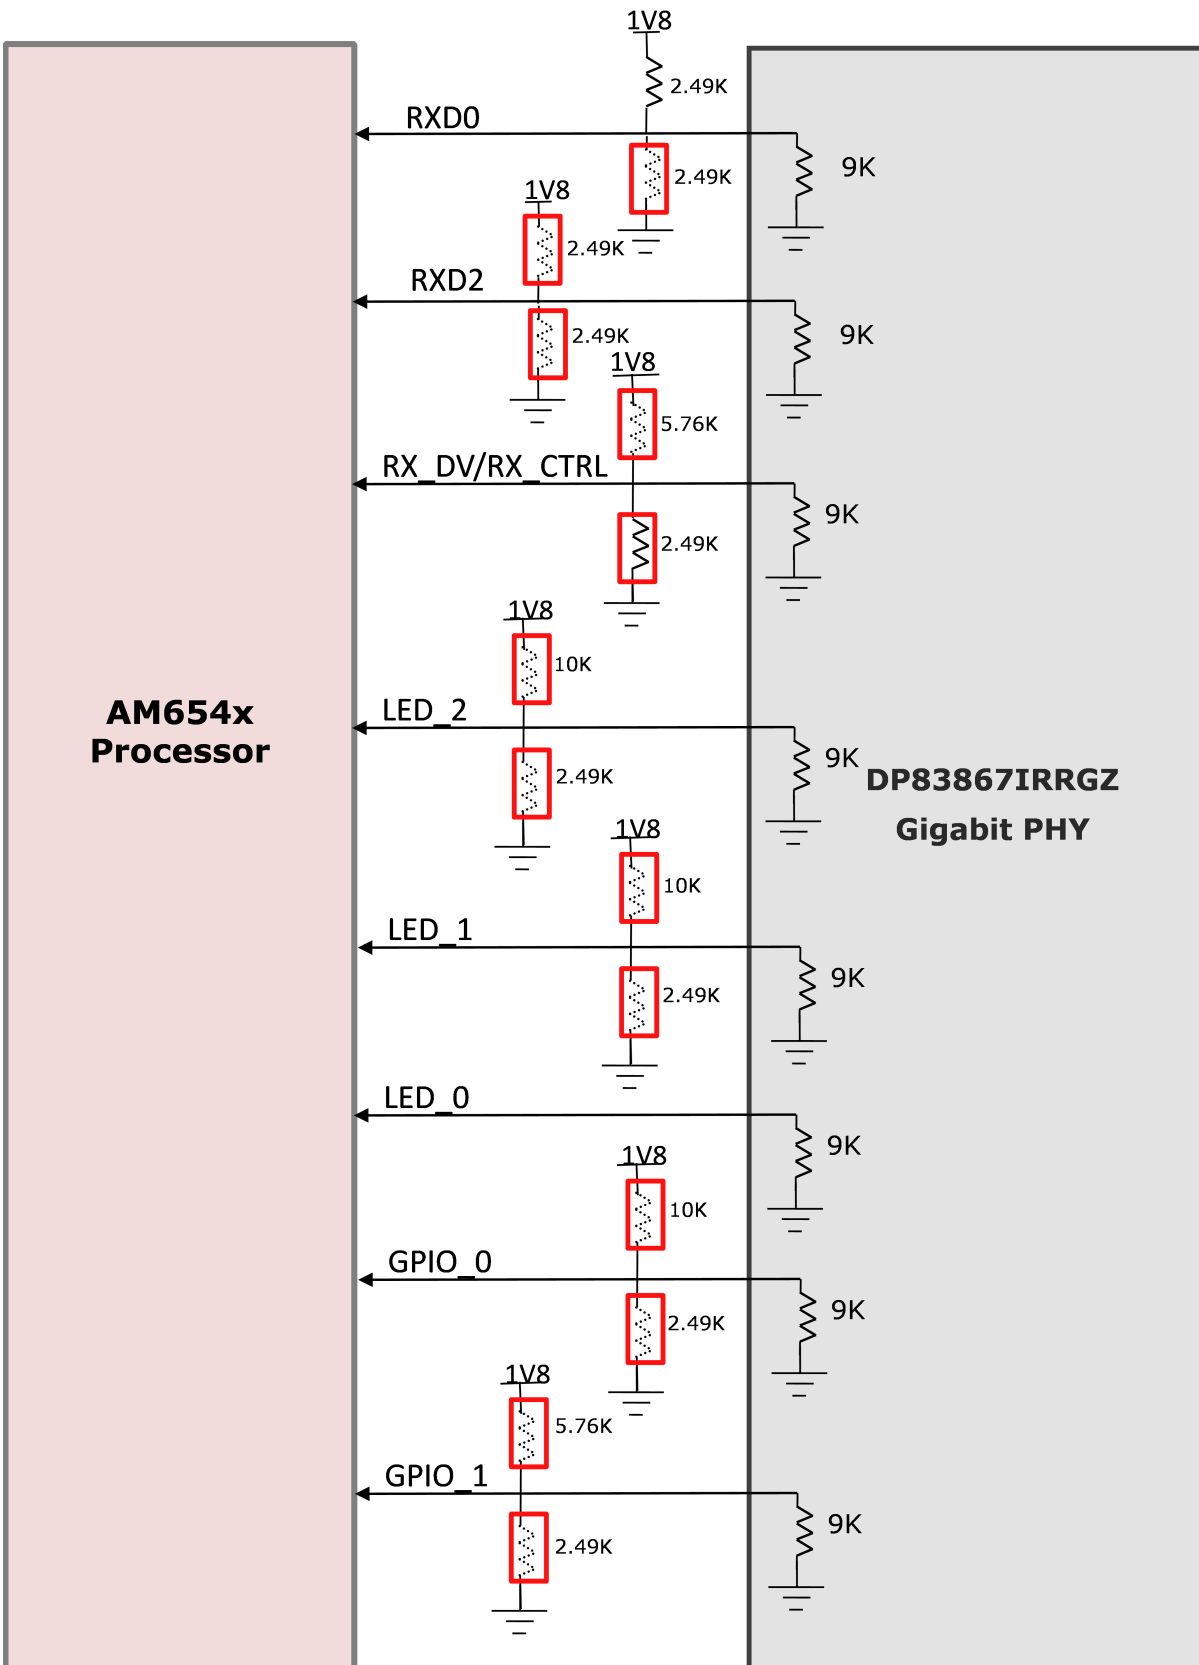 1V8
2.49K
RXD0
9K
2.49K
1V8
2.49K
RXD2
9K
2.49K
1V8
5.76K
RX_DV/RX_CTRL
9K
2.49K
1V8
10K
LED_2
9K
2.49K
AM654x
Processor
DP83867IRRGZ
Gigabit PHY
1V8
10K
LED_1
9K
2.49K
LED_0
9K
1V8
10K
GPIO_0
9K
2.49K
1V8
5.76K
GPIO_1
9K
2.49K